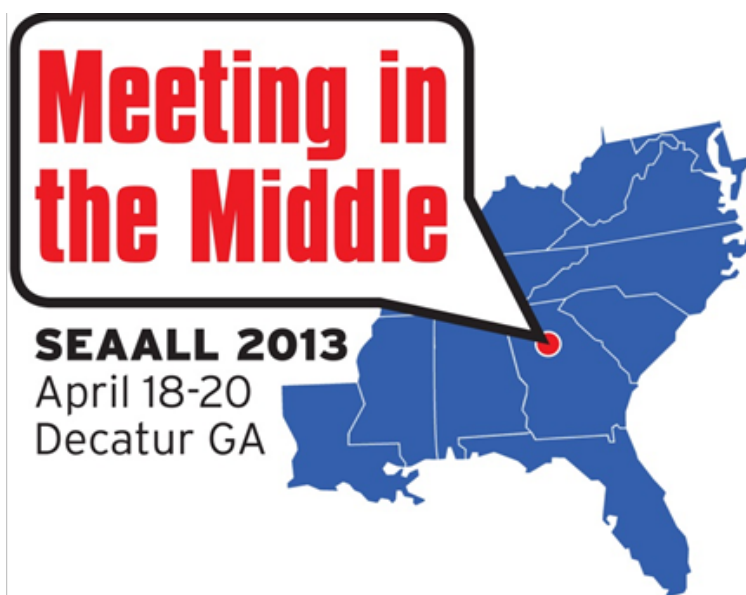 Meeting in
the Middle
SEAALL 2013
April 18-20
Decatur GA